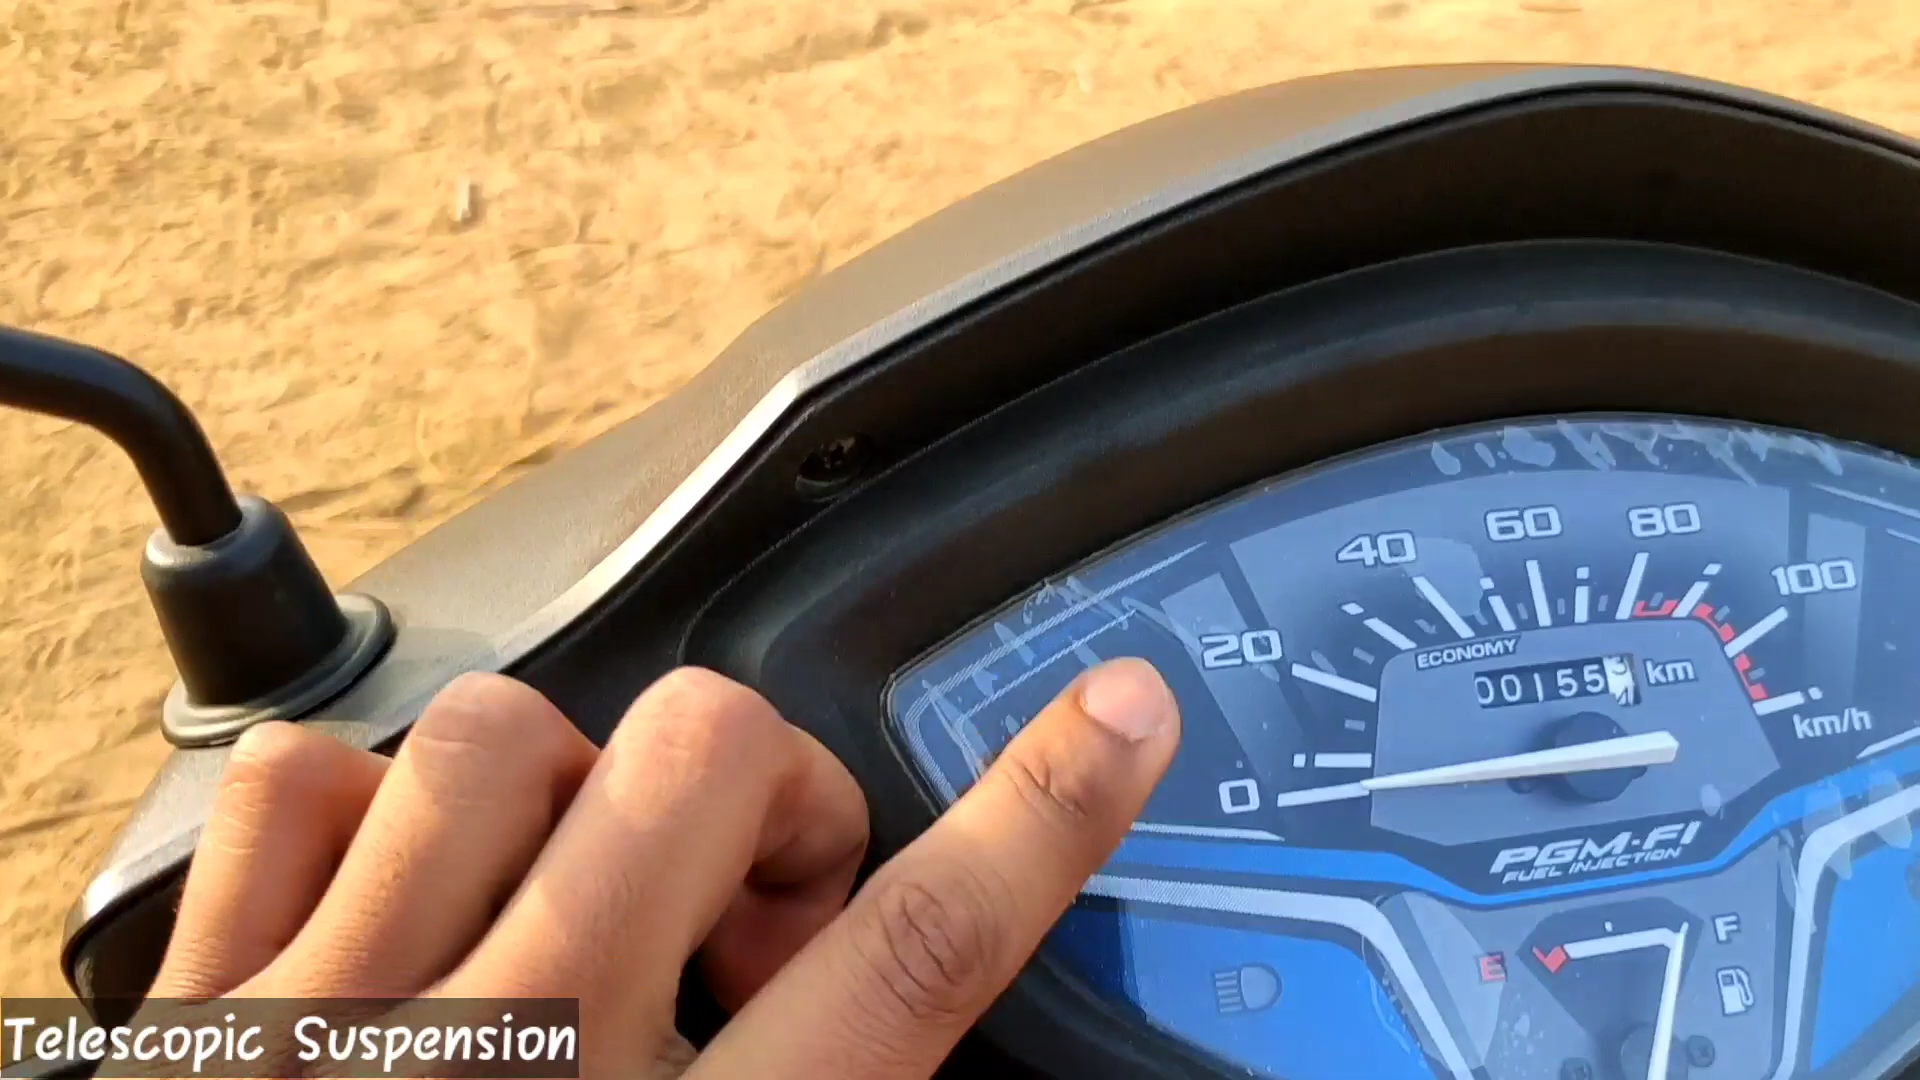 60
80
40
100
20
ECONOMY
00155 km
km/h
0
PGM-FI
FUEL INJECTION
F
E
Telescopic Suspension